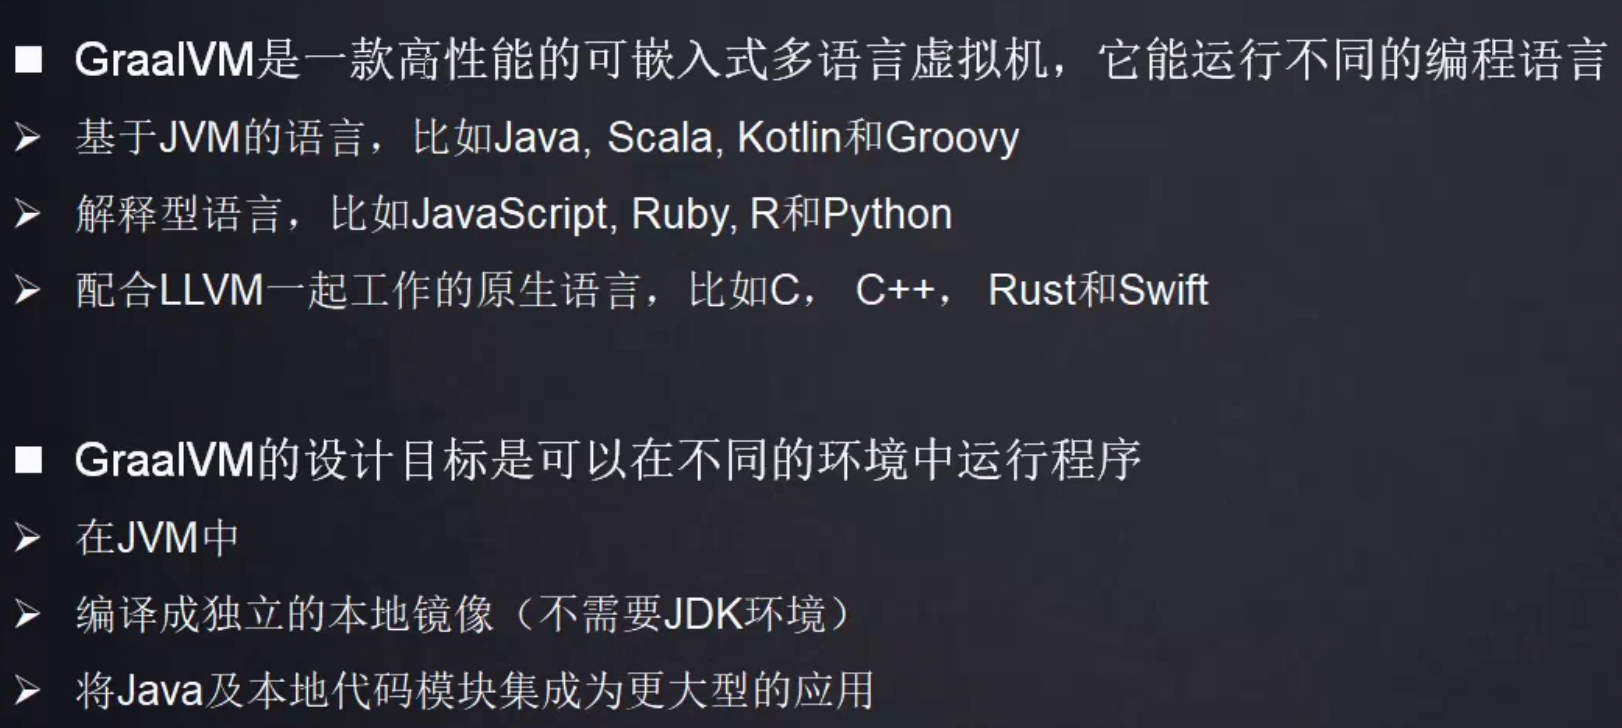 ■ GraalVM是一款高性能的可嵌入式多语言虚拟机，它能运行不同的编程语言
➢ 基于JVM的语言，比如Java, Scala, Kotlin和Groovy
➢ 解释型语言，比如JavaScript, Ruby, R和Python
➢ 配合LLVM一起工作的原生语言，比如C， C++， Rust和Swift
■ GraalVM的设计目标是可以在不同的环境中运行程序
➢ 在JVM中
➢ 编译成独立的本地镜像（不需要JDK环境）
➢ 将Java及本地代码模块集成为更大型的应用